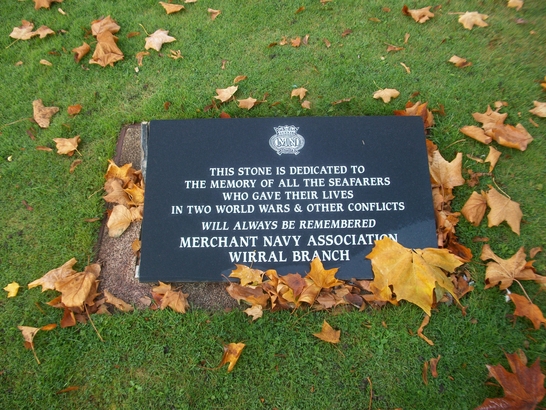 MN
THIS STONE IS DEDICATED TO
THE MEMORY OF ALL THE SEAFARERS
WHO GAVE THEIR LIVES
IN TWO WORLD WARS & OTHER CONFLICTS
WILL ALWAYS BE REMEMBERED
MERCHANT NAVY ASSOCIATION
WIRRAL BRANCH